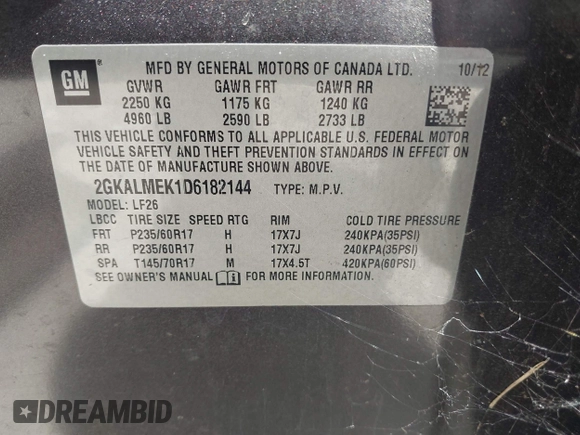 GM
®
MFD BY GENERAL MOTORS OF CANADA LTD. 10/12
GVWR GAWR FRT GAWR RR
2250 KG 1175 KG 1240 KG
4960 LB 2590 LB 2733 LB
THIS VEHICLE CONFORMS TO ALL APPLICABLE U.S. FEDERAL MOTOR
VEHICLE SAFETY AND THEFT PREVENTION STANDARDS IN EFFECT ON
THE DATE OF MANUFACTURE SHOWN ABOVE.
2GKALMEK1D6182144 TYPE: M.P.V.
MODEL: LF26
LBCC TIRE SIZE SPEED RTG RIM COLD TIRE PRESSURE
FRT P235/60R17 H 17X7J 240KPA(35PSI)
RR P235/60R17 H 17X7J 240KPA(35PSI)
SPA T145/70R17 M 17X4.5T 420KPA(60PSI)
SEE OWNER'S MANUAL FOR MORE INFORMATION.
DREAMBID